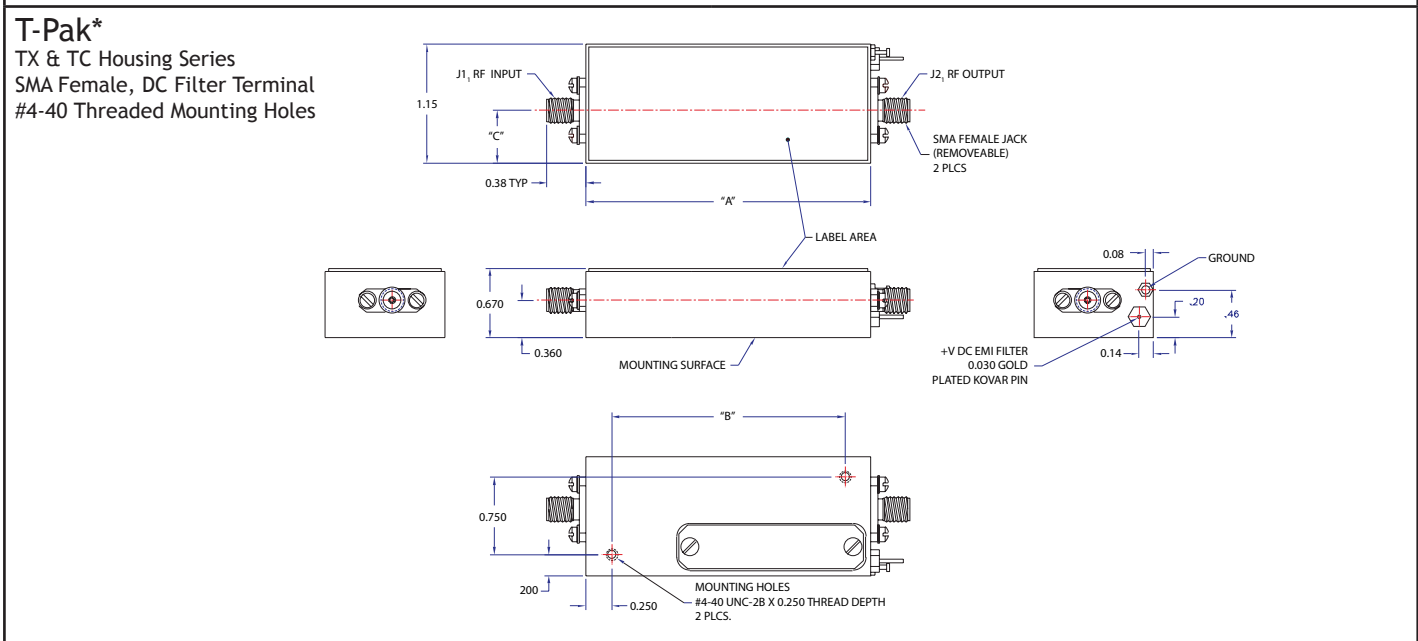 T-Pak*
TX & TC Housing Series
SMA Female, DC Filter Terminal
#4-40 Threaded Mounting Holes
J1, RF INPUT
J2, RF OUTPUT
1.15
"C"
SMA FEMALE JACK
(REMOVEABLE)
2 PLCS
0.38 TYP
"A"
LABEL AREA
0.670
0.360
MOUNTING SURFACE
0.08
GROUND
.20
.46
+V DC EMI FILTER
0.030 GOLD
PLATED KOVAR PIN
0.14
"B"
0.750
200
0.250
MOUNTING HOLES
#4-40 UNC-2B X 0.250 THREAD DEPTH
2 PLCS.